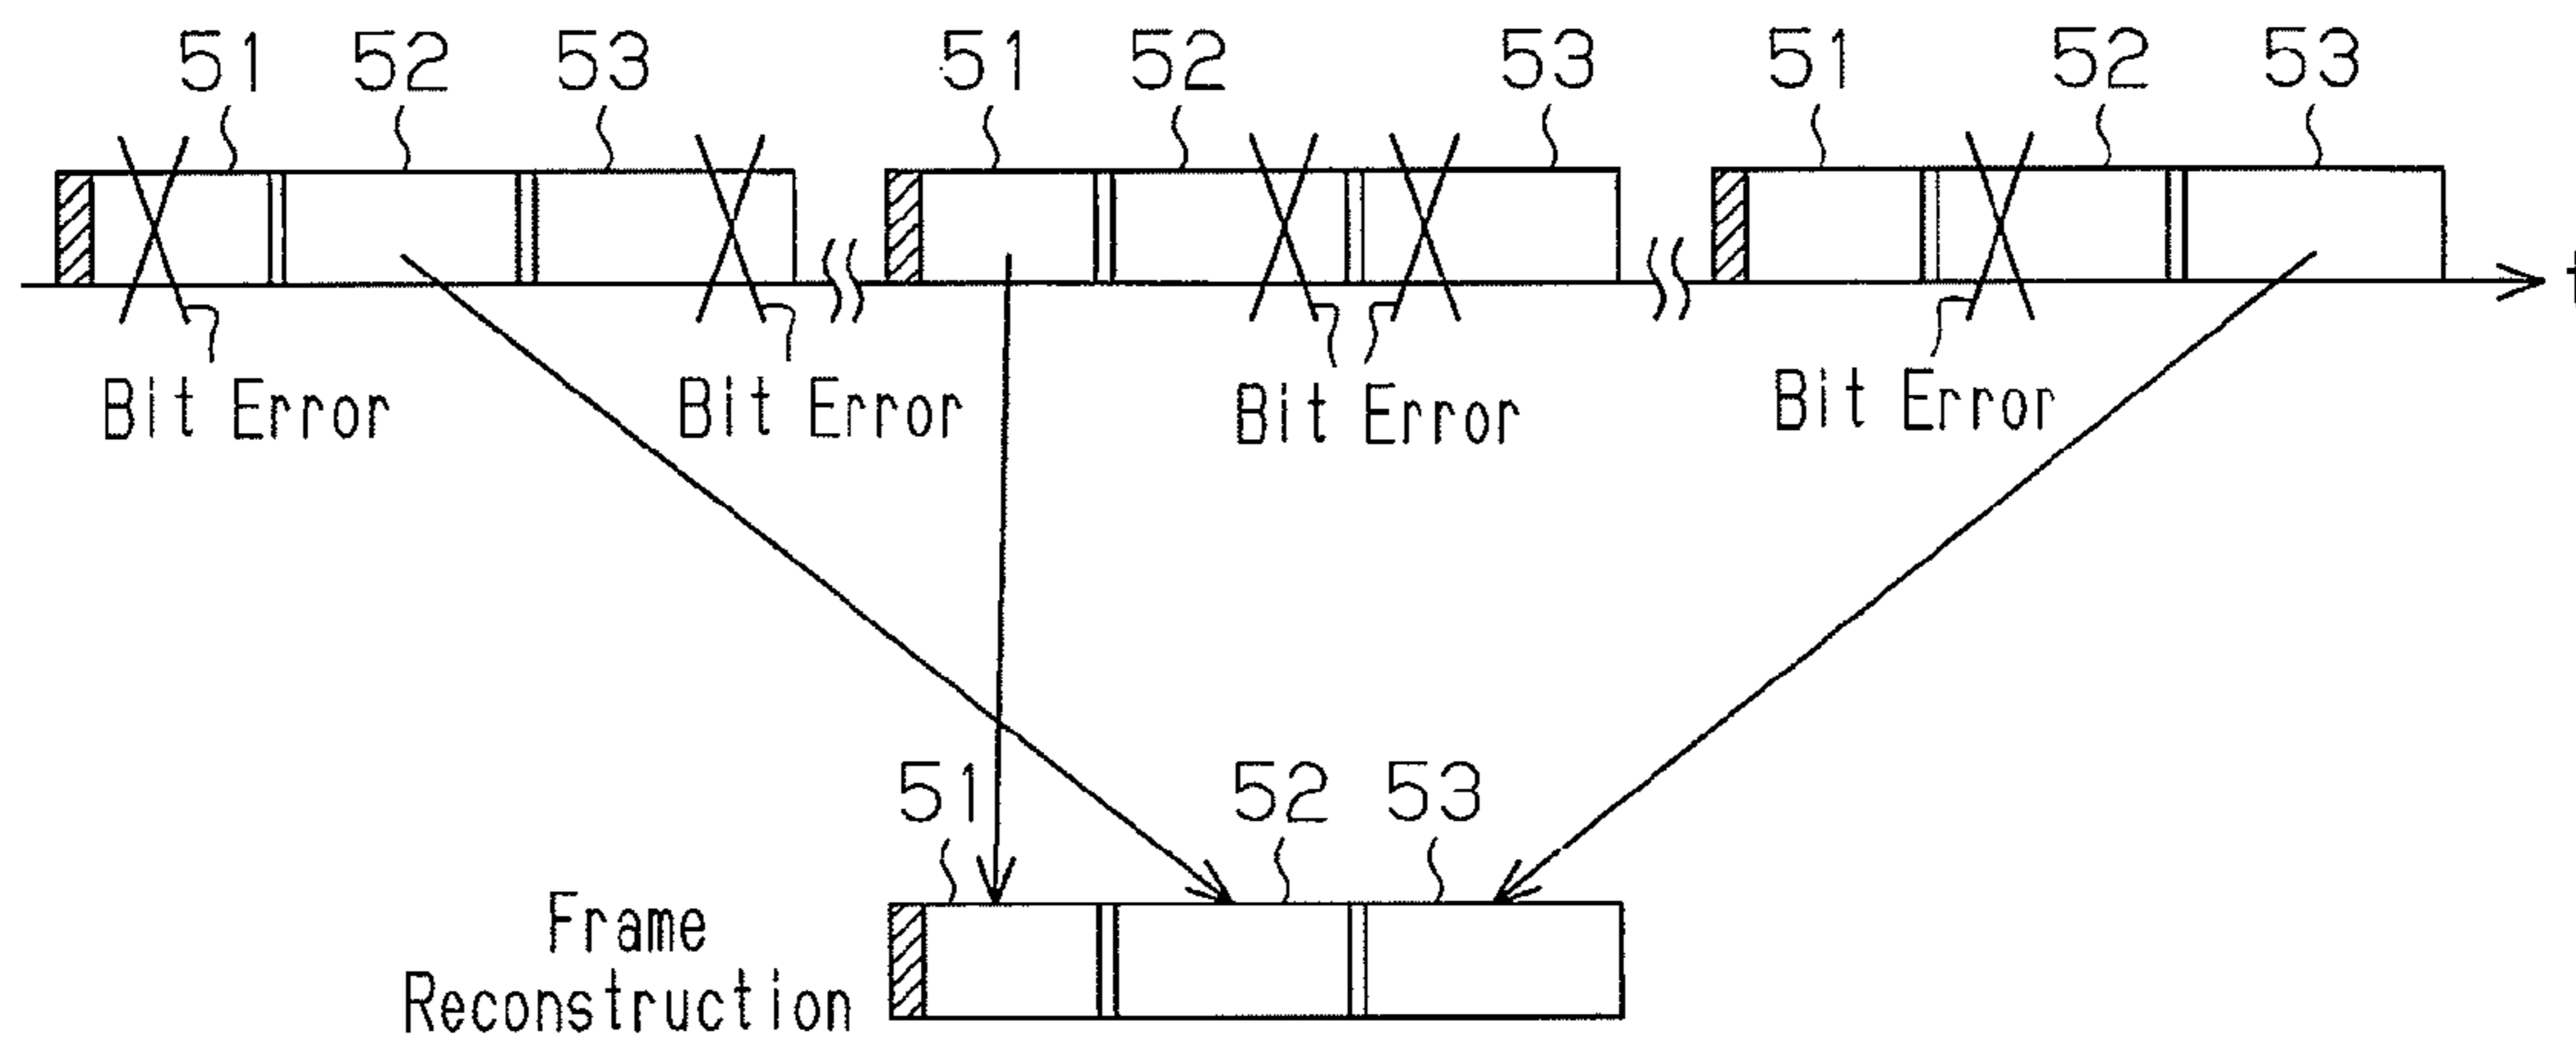 51 52 53 51 52 53 51 52 53
t
Bit Error Bit Error Bit Error Bit Error
51 52 53
Frame
Reconstruction